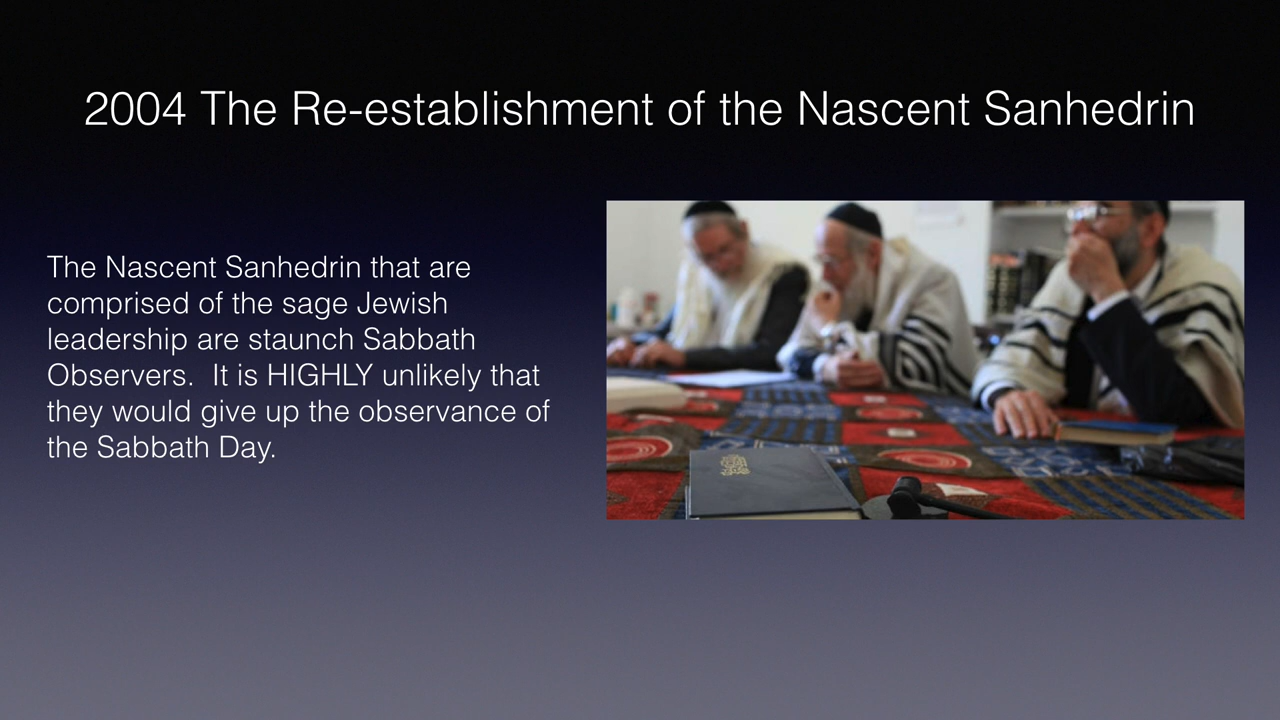 2004 The Re-establishment of the Nascent Sanhedrin
The Nascent Sanhedrin that are
comprised of the sage Jewish
leadership are staunch Sabbath
Observers.  It is HIGHLY unlikely that
they would give up the observance of
the Sabbath Day.